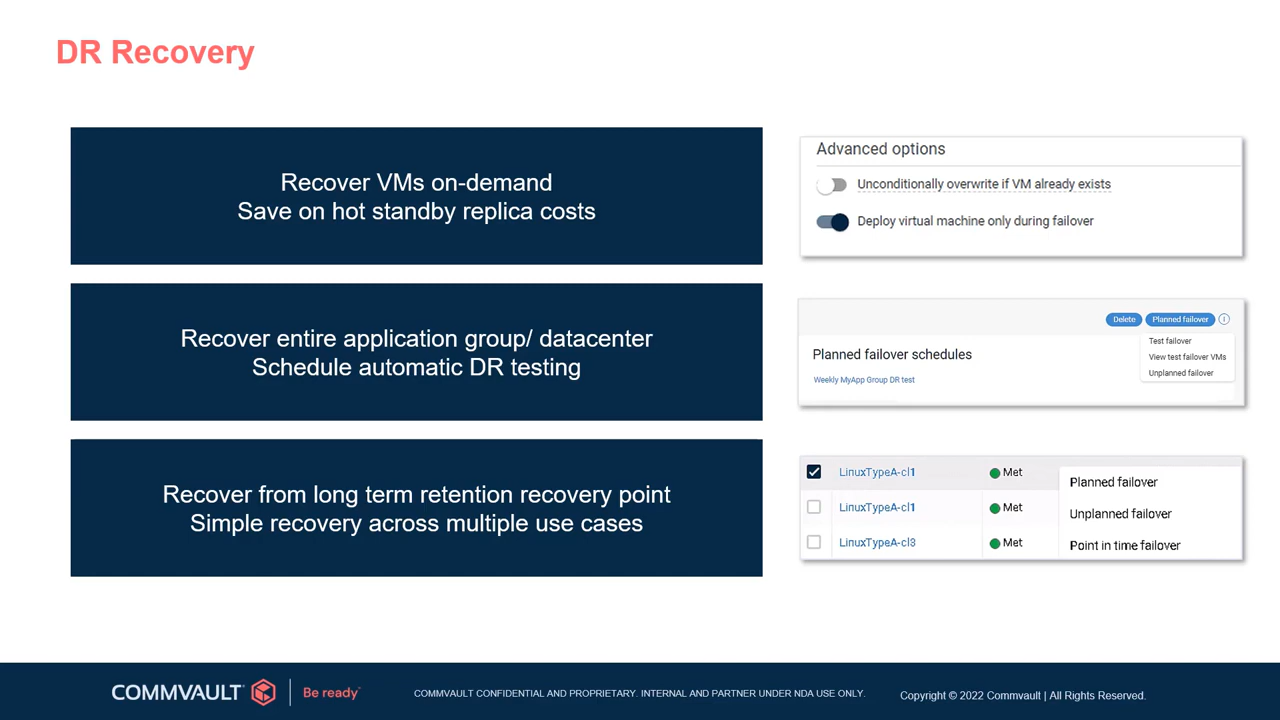 DR Recovery
Recover VMs on-demand
Save on hot standby replica costs
Advanced options
Unconditionally overwrite if VM already exists
Deploy virtual machine only during failover
Recover entire application group/ datacenter
Schedule automatic DR testing
Delete Planned failover i
Test failover
Planned failover schedules
View test failover VMs
Unplanned failover
Weekly MyApp Group DR test
Recover from long term retention recovery point
Simple recovery across multiple use cases
LinuxTypeA-cl1 Met Planned failover
LinuxTypeA-cl1 Met Unplanned failover
LinuxTypeA-cl3 Met Point in time failover
COMMVAULT Be ready
COMMVAULT CONFIDENTIAL AND PROPRIETARY. INTERNAL AND PARTNER UNDER NDA USE ONLY.
Copyright © 2022 Commvault | All Rights Reserved.